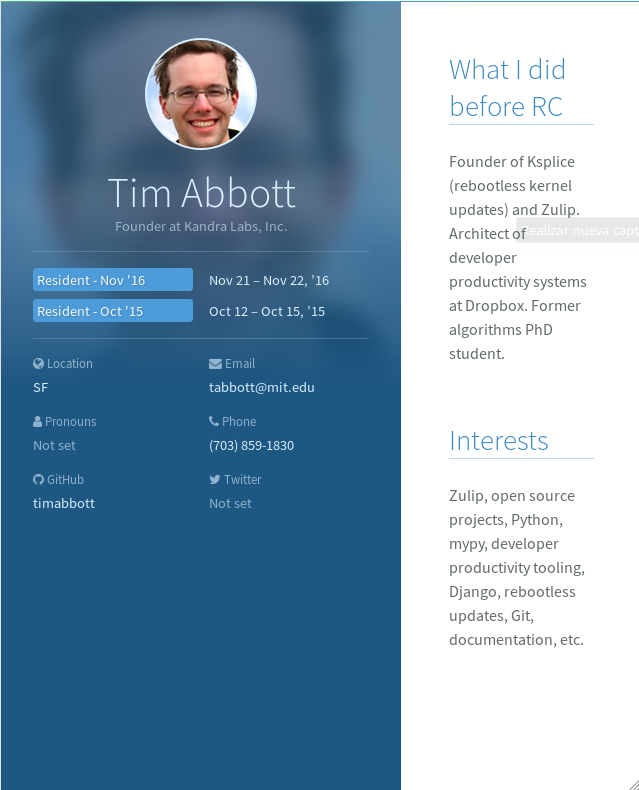 Tim Abbott
Founder at Kandra Labs, Inc.
Resident - Nov '16
Nov 21 – Nov 22, '16
Resident - Oct '15
Oct 12 – Oct 15, '15
Location
Email
SF
tabbott@mit.edu
Pronouns
Phone
Not set
(703) 859-1830
GitHub
Twitter
timabbott
Not set
What I did
before RC
Founder of Ksplice
(rebootless kernel
updates) and Zulip.
Architect of
developer
productivity systems
at Dropbox. Former
algorithms PhD
student.
Interests
Zulip, open source
projects, Python,
mypy, developer
productivity tooling,
Django, rebootless
updates, Git,
documentation, etc.
nueva